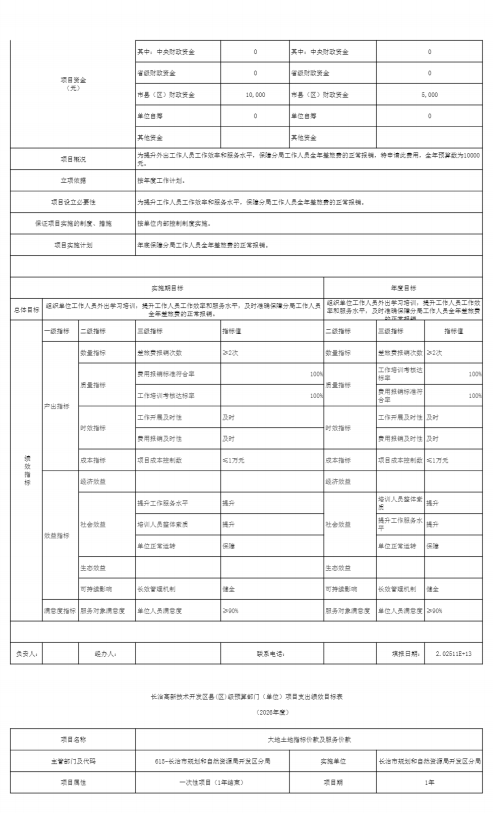 项目资金
（元）
其中：中央财政资金 0 其中：中央财政资金 0
省级财政资金 0 省级财政资金 0
市县（区）财政资金 10,000 市县（区）财政资金 5,000
单位自筹 0 单位自筹 0
其他资金 其他资金
项目概况 为提升外出工作人员工作效率和服务水平，保障分局工作人员全年差旅费的正常报销，特申请此费用，全年预算数为10000
元。
立项依据 按年度工作计划。
项目设立必要性 为提升人员工作效率和服务水平，保障分局工作人员全年差旅费的正常报销。
保证项目实施的制度、措施 按单位内部控制制度实施。
项目实施计划 年底保障分局工作人员全年差旅费的正常报销。
实施期目标 年度目标
总体目标 组织单位工作人员外出学习培训，提升人员工作效率和服务水平，及时准确保障分局工作人员
全年差旅费的正常报销。
组织单位工作人员外出学习培训，提升人员工作效
率和服务水平，及时准确保障分局工作人员全年差旅费
的正常报销
绩效指标
一级指标 二级指标 三级指标 指标值 二级指标 三级指标 指标值
产出指标
数量指标 差旅费报销次数 ≥2次 数量指标 差旅费报销次数 ≥2次
质量指标 费用报销标准合规率 100% 质量指标 工作培训考核达
标率 100%
工作培训考核达标率 100% 费用报销标准符
合率 100%
时效指标 工作开展及时性 及时 时效指标 工作开展及时性 及时
费用报销及时性 及时 费用报销及时性 及时
成本指标 项目成本控制数 ≤1万元 成本指标 项目成本控制数 ≤1万元
效益指标
经济效益 经济效益
社会效益 提升工作服务水平 提升 社会效益 培训人员整体素
质 提升
培训人员整体素质 提升 提升工作服务水
平 提升
单位正常运转 保障 单位正常运转 保障
生态效益 生态效益
可持续影响 长效管理机制 健全 可持续影响 长效管理机制 健全
满意度指标 服务对象满意度 单位人员满意度 ≥90% 服务对象满意度 单位人员满意度 ≥90%
负责人： 经办人： 联系电话： 填报日期： 2.02511E+13
长治高新技术开发区县(区)级预算部门（单位）项目支出绩效目标表
（2026年度）
项目名称 大地土地指标价款及服务价款
主管部门及代码 615-长治市规划和自然资源局开发区分局 实施单位 长治市规划和自然资源局开发区分局
项目属性 一次性项目（1年结束） 项目期 1年